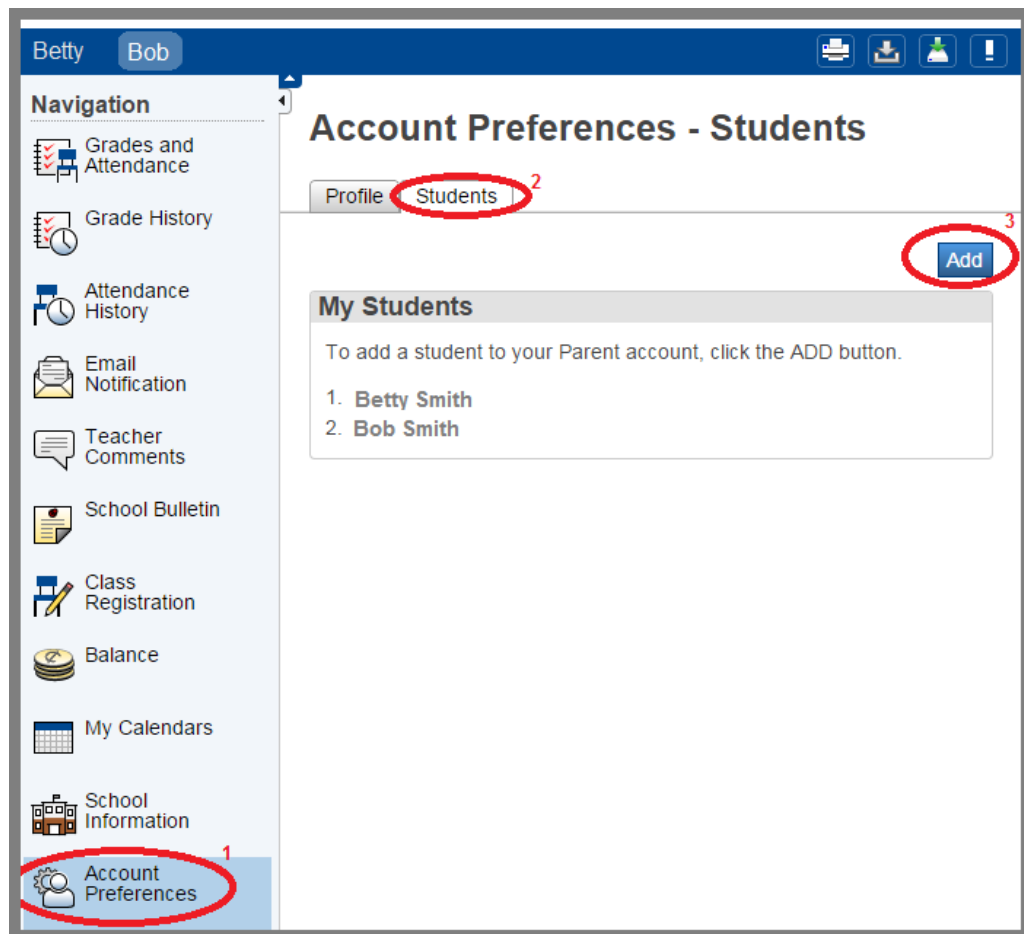 Betty Bob
Navigation
Grades and
Attendance
Grade History
Attendance
History
Email
Notification
Teacher
Comments
School Bulletin
Class
Registration
Balance
My Calendars
School
Information
1
Account
Preferences
Account Preferences - Students
Profile Students 2
3
Add
My Students
To add a student to your Parent account, click the ADD button.
1. Betty Smith
2. Bob Smith